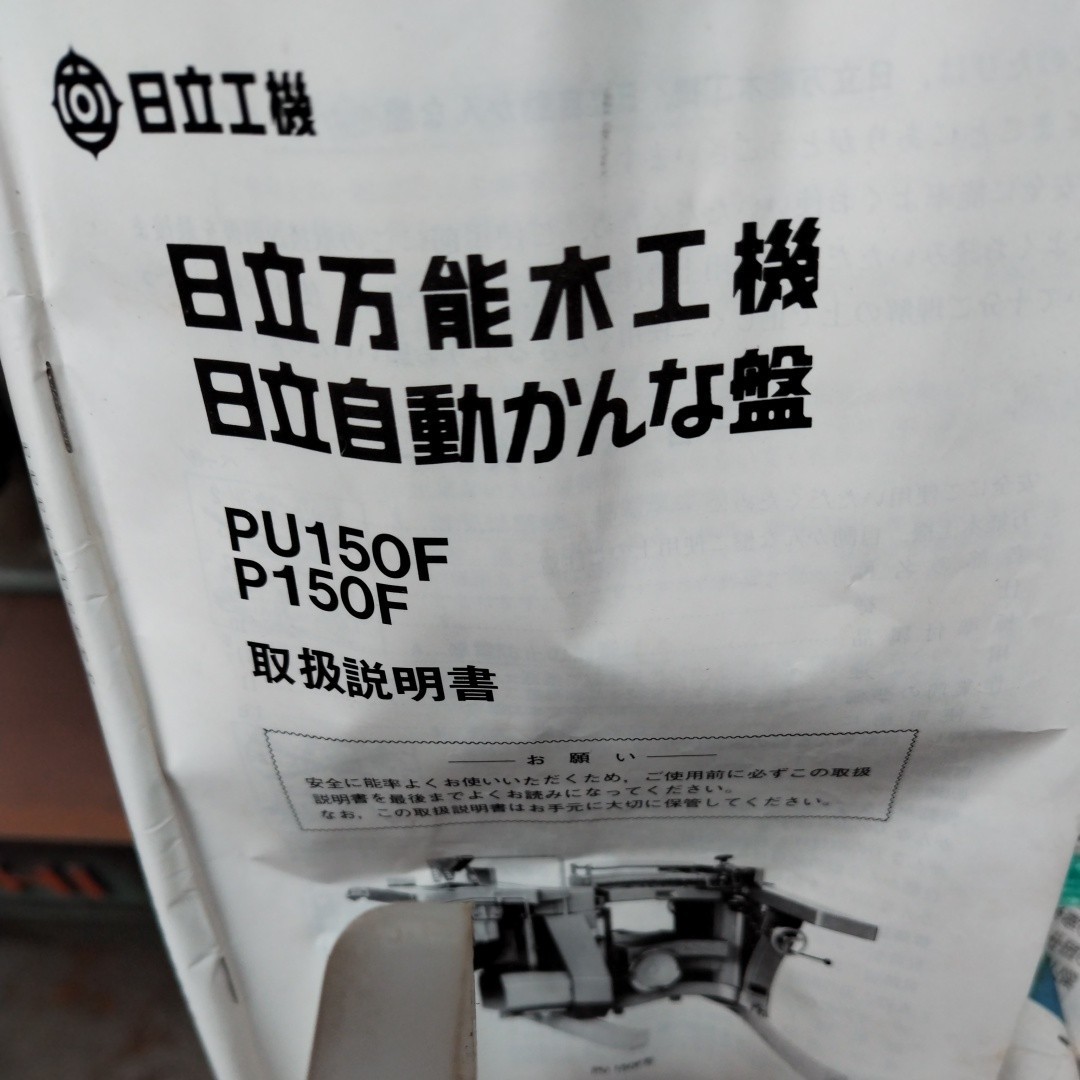 日立工機
日立万能木工機
日立自動かんな盤
PU150F
P150F
取扱説明書
お願い
安全に能率よくお使いいただくため、ご使用前に必ずこの取扱
説明書を最後までよくお読みになってください。
なお、この取扱説明書はお手元に大切に保管してください。